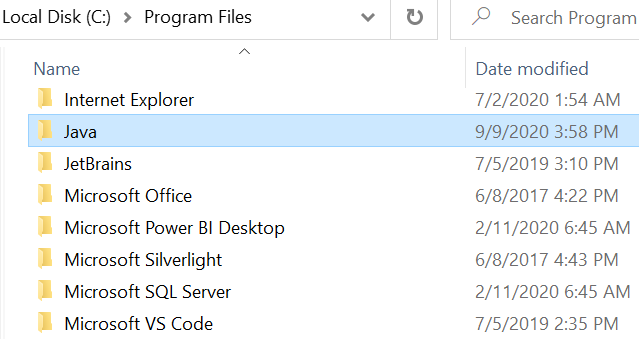 Local Disk (C:) > Program Files > Search Program
Name Date modified
Internet Explorer 7/2/2020 1:54 AM
Java 9/9/2020 3:58 PM
JetBrains 7/5/2019 3:10 PM
Microsoft Office 6/8/2017 4:22 PM
Microsoft Power BI Desktop 2/11/2020 6:45 AM
Microsoft Silverlight 6/8/2017 4:43 PM
Microsoft SQL Server 2/11/2020 6:45 AM
Microsoft VS Code 7/5/2019 2:35 PM